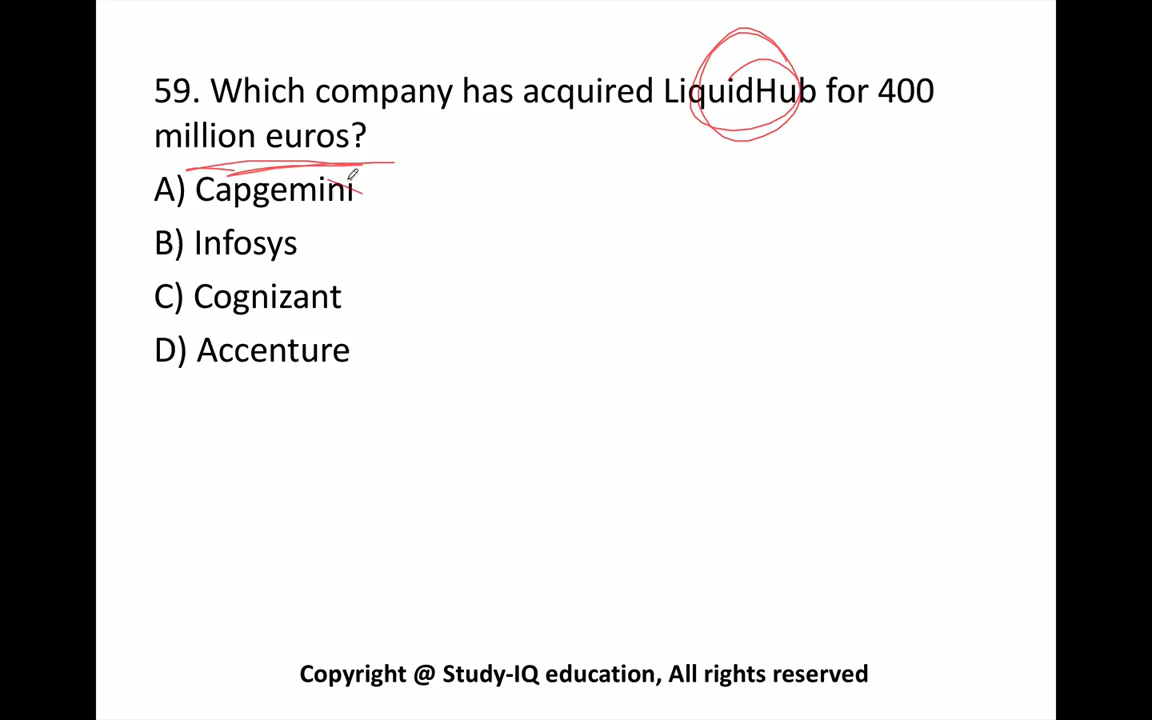 59. Which company has acquired LiquidHub for 400
million euros?
A) Capgemini
B) Infosys
C) Cognizant
D) Accenture
Copyright @ Study-IQ education, All rights reserved